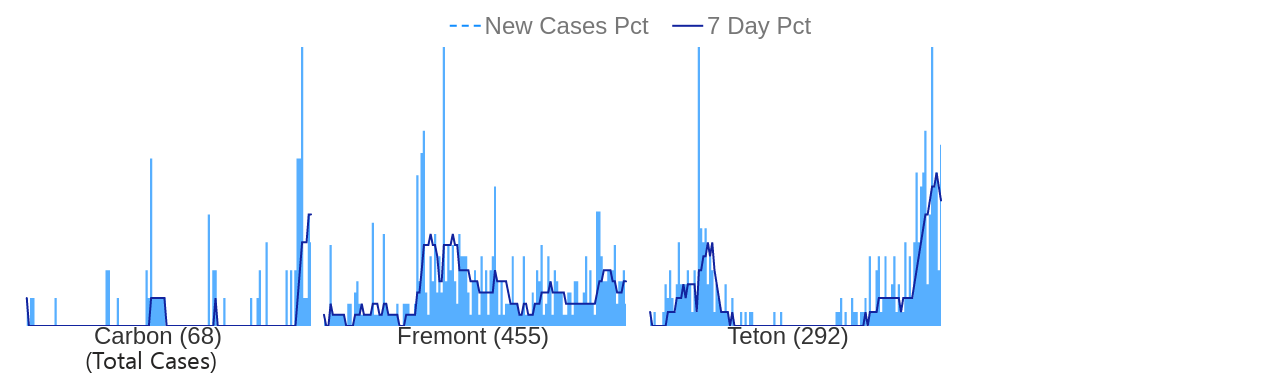 New Cases Pct 7 Day Pct
Carbon (68) Fremont (455) Teton (292)
(Total Cases)